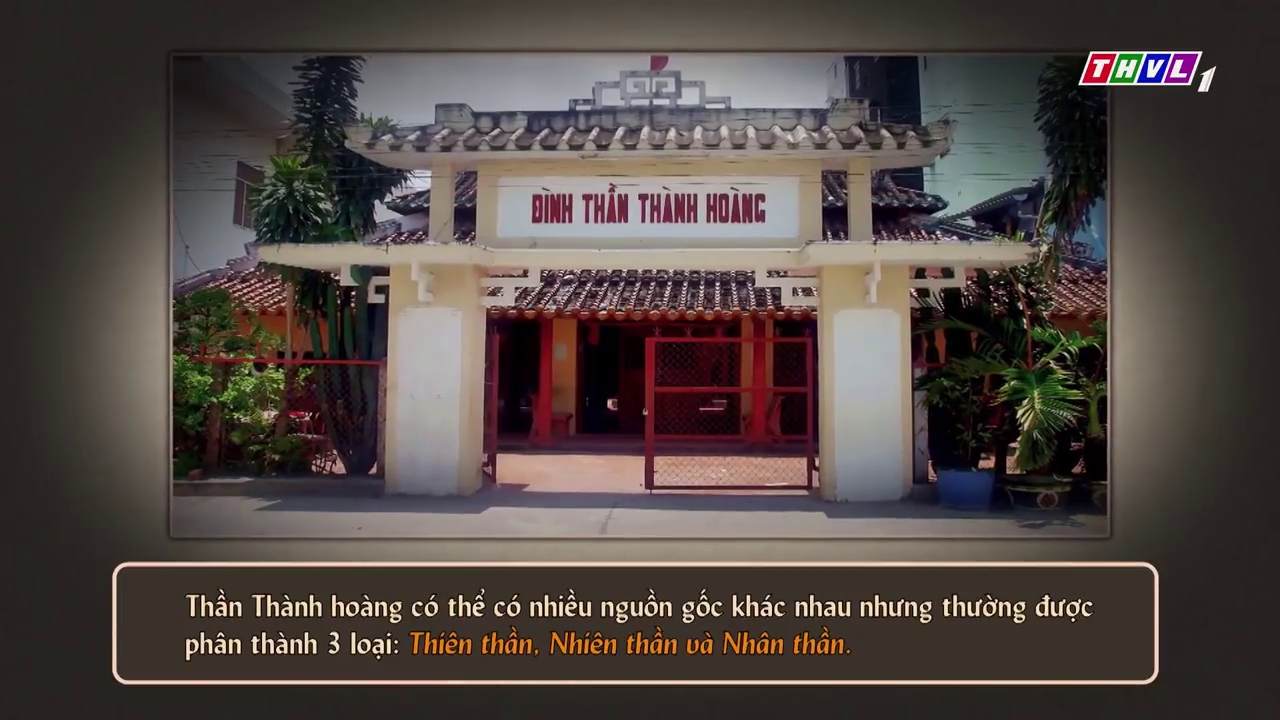 THVL1
ĐÌNH THẦN THÀNH HOÀNG
Thần Thành hoàng có thể có nhiều nguồn gốc khác nhau nhưng thường được
phân thành 3 loại: Thiên thần, Nhiên thần và Nhân thần.